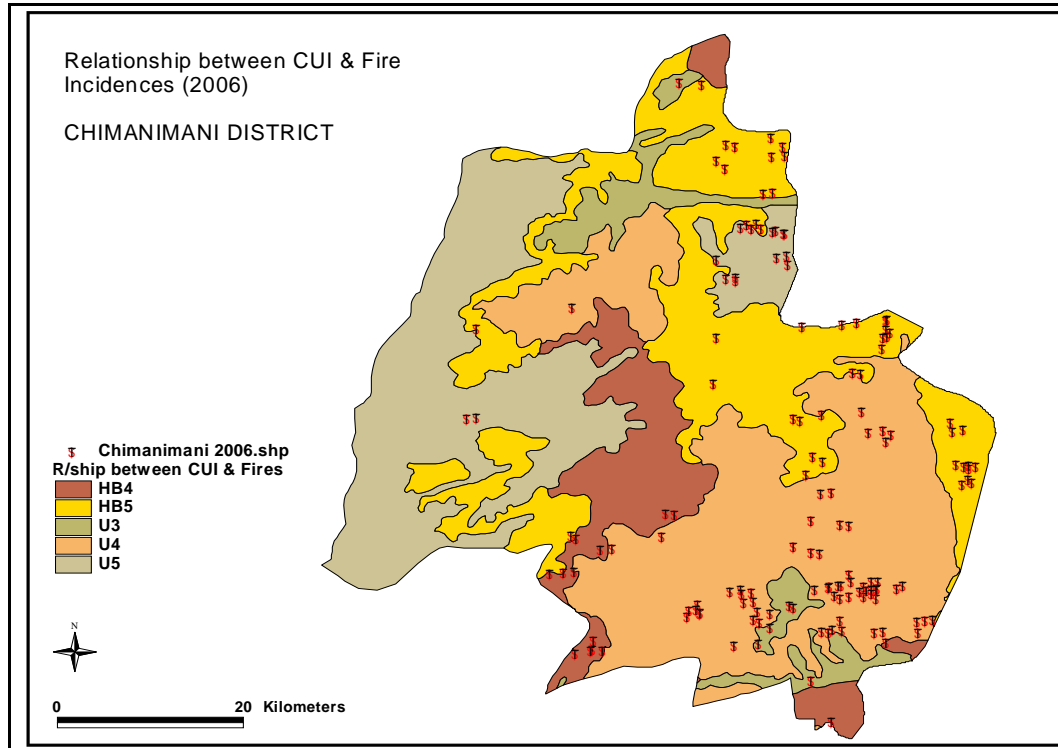 Relationship between CUI & Fire
Incidences (2006)
CHIMANIMANI DISTRICT
Chimanimani 2006.shp
R/ship between CUI & Fires
HB4
HB5
U3
U4
U5
N
0 20 Kilometers